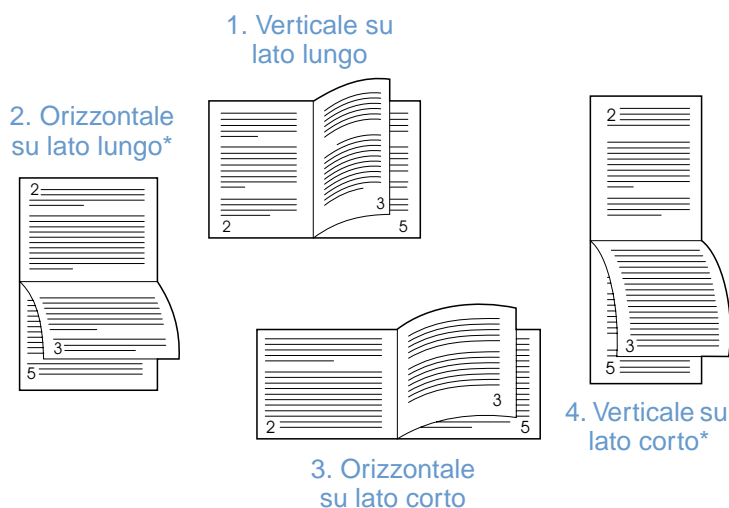 1. Verticale su
lato lungo
2. Orizzontale
su lato lungo*
2
3
5
2
3
5
2
3
5
3. Orizzontale
su lato corto
2
3
5
4. Verticale su
lato corto*